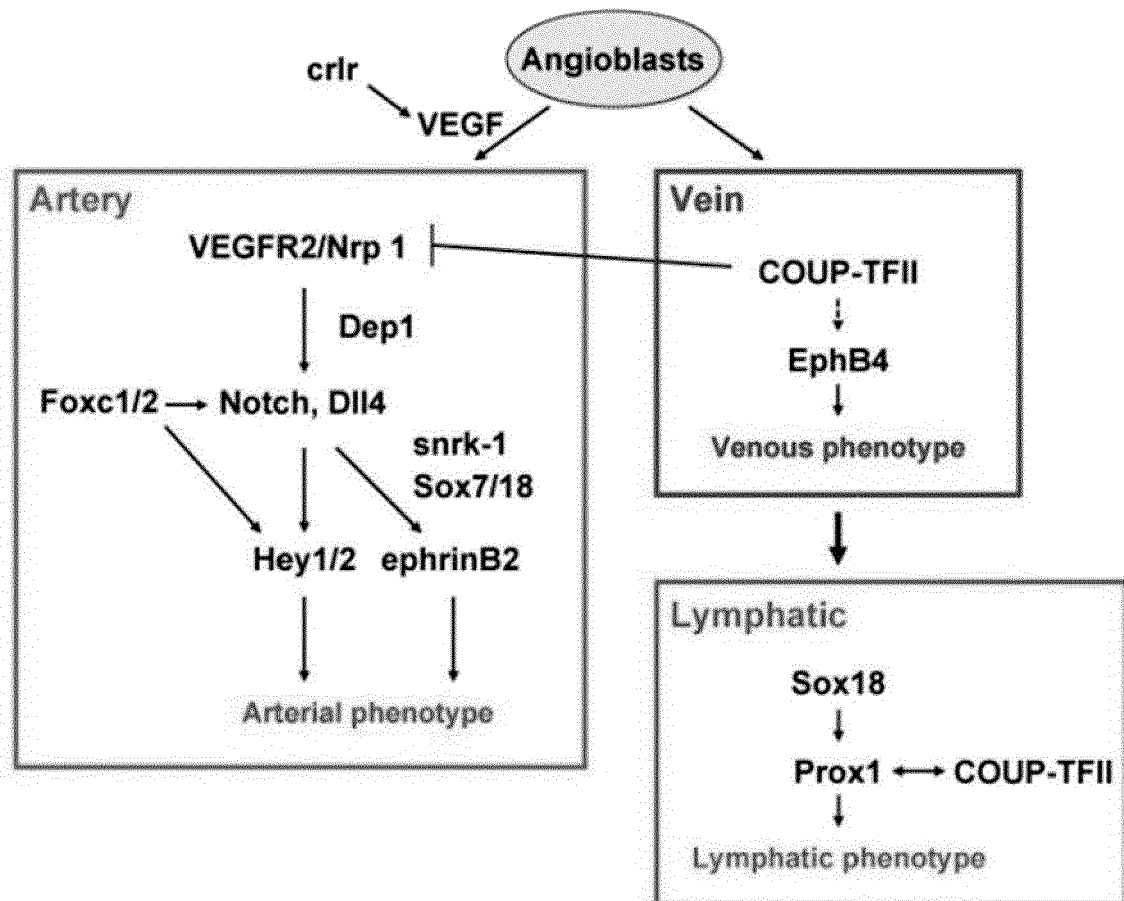 Angioblasts
crlr
VEGF
Artery
VEGFR2/Nrp 1
Dep1
Foxc1/2
Notch, Dll4
snrk-1
Sox7/18
Hey1/2
ephrinB2
Arterial phenotype
Vein
COUP-TFII
EphB4
Venous phenotype
Lymphatic
Sox18
Prox1
COUP-TFII
Lymphatic phenotype